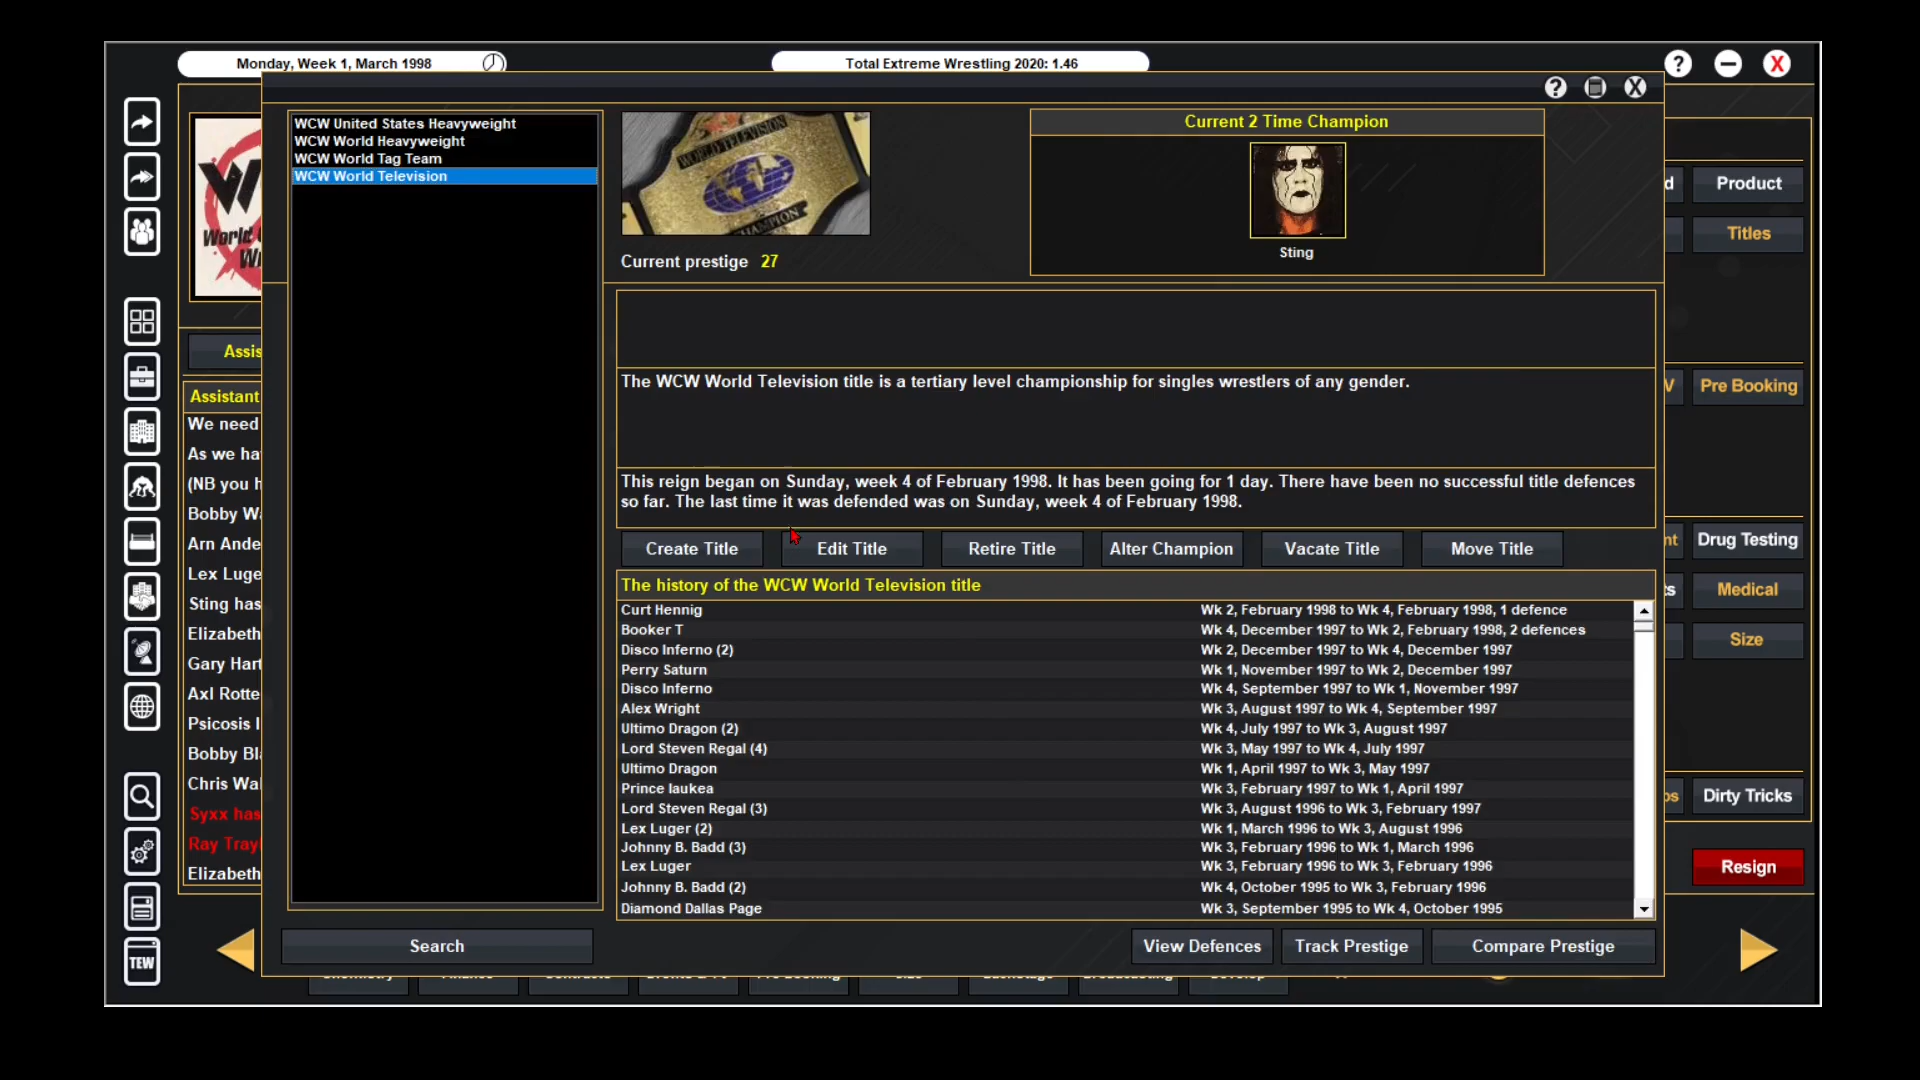 Monday, Week 1, March 1998
Total Extreme Wrestling 2020: 1.46
?
X
?
X
WCW United States Heavyweight
WCW World Heavyweight
WCW World Tag Team
WCW World Television
WORLD TELEVISION
CHAMPION
Current prestige 27
Current 2 Time Champion
Sting
Product
Titles
Pre Booking
Drug Testing
Medical
Size
Dirty Tricks
Resign
The WCW World Television title is a tertiary level championship for singles wrestlers of any gender.
This reign began on Sunday, week 4 of February 1998. It has been going for 1 day. There have been no successful title defences
so far. The last time it was defended was on Sunday, week 4 of February 1998.
Create Title
Edit Title
Retire Title
Alter Champion
Vacate Title
Move Title
The history of the WCW World Television title
Curt Hennig Wk 2, February 1998 to Wk 4, February 1998, 1 defence
Booker T Wk 4, December 1997 to Wk 2, February 1998, 2 defences
Disco Inferno (2) Wk 2, December 1997 to Wk 4, December 1997
Perry Saturn Wk 1, November 1997 to Wk 2, December 1997
Disco Inferno Wk 4, September 1997 to Wk 1, November 1997
Alex Wright Wk 3, August 1997 to Wk 4, September 1997
Ultimo Dragon (2) Wk 4, July 1997 to Wk 3, August 1997
Lord Steven Regal (4) Wk 3, May 1997 to Wk 4, July 1997
Ultimo Dragon Wk 1, April 1997 to Wk 3, May 1997
Prince Iaukea Wk 3, February 1997 to Wk 1, April 1997
Lord Steven Regal (3) Wk 3, August 1996 to Wk 3, February 1997
Lex Luger (2) Wk 1, March 1996 to Wk 3, August 1996
Johnny B. Badd (3) Wk 3, February 1996 to Wk 1, March 1996
Lex Luger Wk 3, February 1996 to Wk 3, February 1996
Johnny B. Badd (2) Wk 4, October 1995 to Wk 3, February 1996
Diamond Dallas Page Wk 3, September 1995 to Wk 4, October 1995
Search
View Defences
Track Prestige
Compare Prestige
Assis
Assistant
We need
As we ha
(NB you h
Bobby Wa
Arn Ande
Lex Luge
Sting has
Elizabeth
Gary Hart
Axl Rotte
Psicosis I
Bobby Bla
Chris Wal
Syxx has
Ray Tray
Elizabeth
TEW